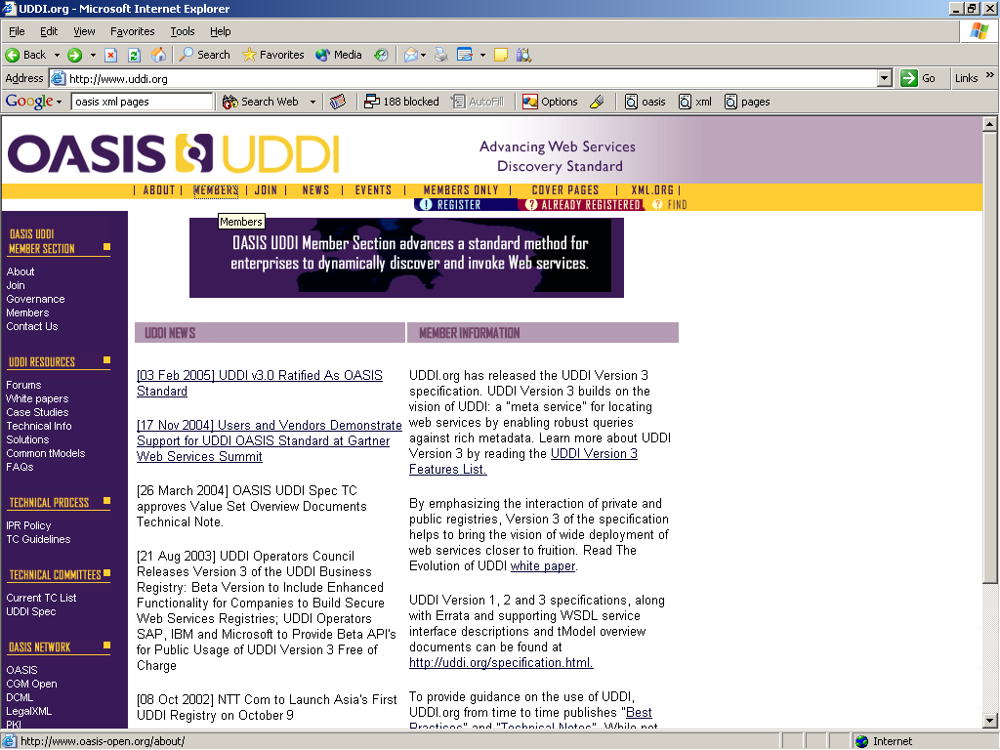 UDDI.org - Microsoft Internet Explorer
File Edit View Favorites Tools Help
Back Search Favorites Media
Address http://www.uddi.org Go Links »
Google oasis xml pages Search Web 188 blocked AutoFill Options oasis xml pages
OASIS UDDI
Advancing Web Services
Discovery Standard
| ABOUT | MEMBERS | JOIN | NEWS | EVENTS | MEMBERS ONLY | COVER PAGES | XML.ORG |
! REGISTER ? ALREADY REGISTERED ? FIND
Members
OASIS UDDI Member Section advances a standard method for
enterprises to dynamically discover and invoke Web services.
OASIS UDDI
MEMBER SECTION
About
Join
Governance
Members
Contact Us
UDDI RESOURCES
Forums
White papers
Case Studies
Technical Info
Solutions
Common tModels
FAQs
TECHNICAL PROCESS
IPR Policy
TC Guidelines
TECHNICAL COMMITTEES
Current TC List
UDDI Spec
OASIS NETWORK
OASIS
CGM Open
DCML
LegalXML
PKI
UDDI NEWS
[03 Feb 2005] UDDI v3.0 Ratified As OASIS
Standard
[17 Nov 2004] Users and Vendors Demonstrate
Support for UDDI OASIS Standard at Gartner
Web Services Summit
[26 March 2004] OASIS UDDI Spec TC
approves Value Set Overview Documents
Technical Note.
[21 Aug 2003] UDDI Operators Council
Releases Version 3 of the UDDI Business
Registry: Beta Version to Include Enhanced
Functionality for Companies to Build Secure
Web Services Registries; UDDI Operators
SAP, IBM and Microsoft to Provide Beta API's
for Public Usage of UDDI Version 3 Free of
Charge
[08 Oct 2002] NTT Com to Launch Asia's First
UDDI Registry on October 9
MEMBER INFORMATION
UDDI.org has released the UDDI Version 3
specification. UDDI Version 3 builds on the
vision of UDDI: a "meta service" for locating
web services by enabling robust queries
against rich metadata. Learn more about UDDI
Version 3 by reading the UDDI Version 3
Features List.
By emphasizing the interaction of private and
public registries, Version 3 of the specification
helps to bring the vision of wide deployment of
web services closer to fruition. Read The
Evolution of UDDI white paper.
UDDI Version 1, 2 and 3 specifications, along
with Errata and supporting WSDL service
interface descriptions and tModel overview
documents can be found at
http://uddi.org/specification.html.
To provide guidance on the use of UDDI,
UDDI.org from time to time publishes "Best
Practices" and "Technical Notes". While not
http://www.oasis-open.org/about/
Internet